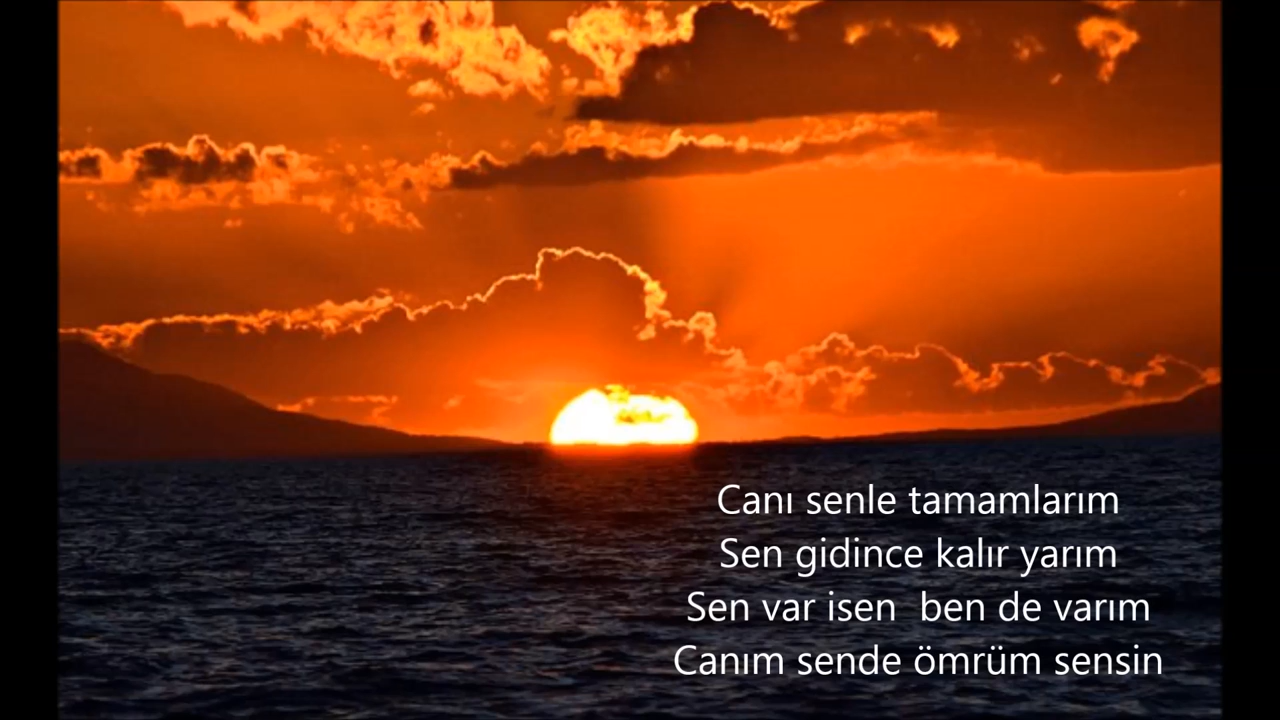 Canı senle tamamlarım
Sen gidince kalır yarım
Sen var isen  ben de varım
Canım sende ömrüm sensin